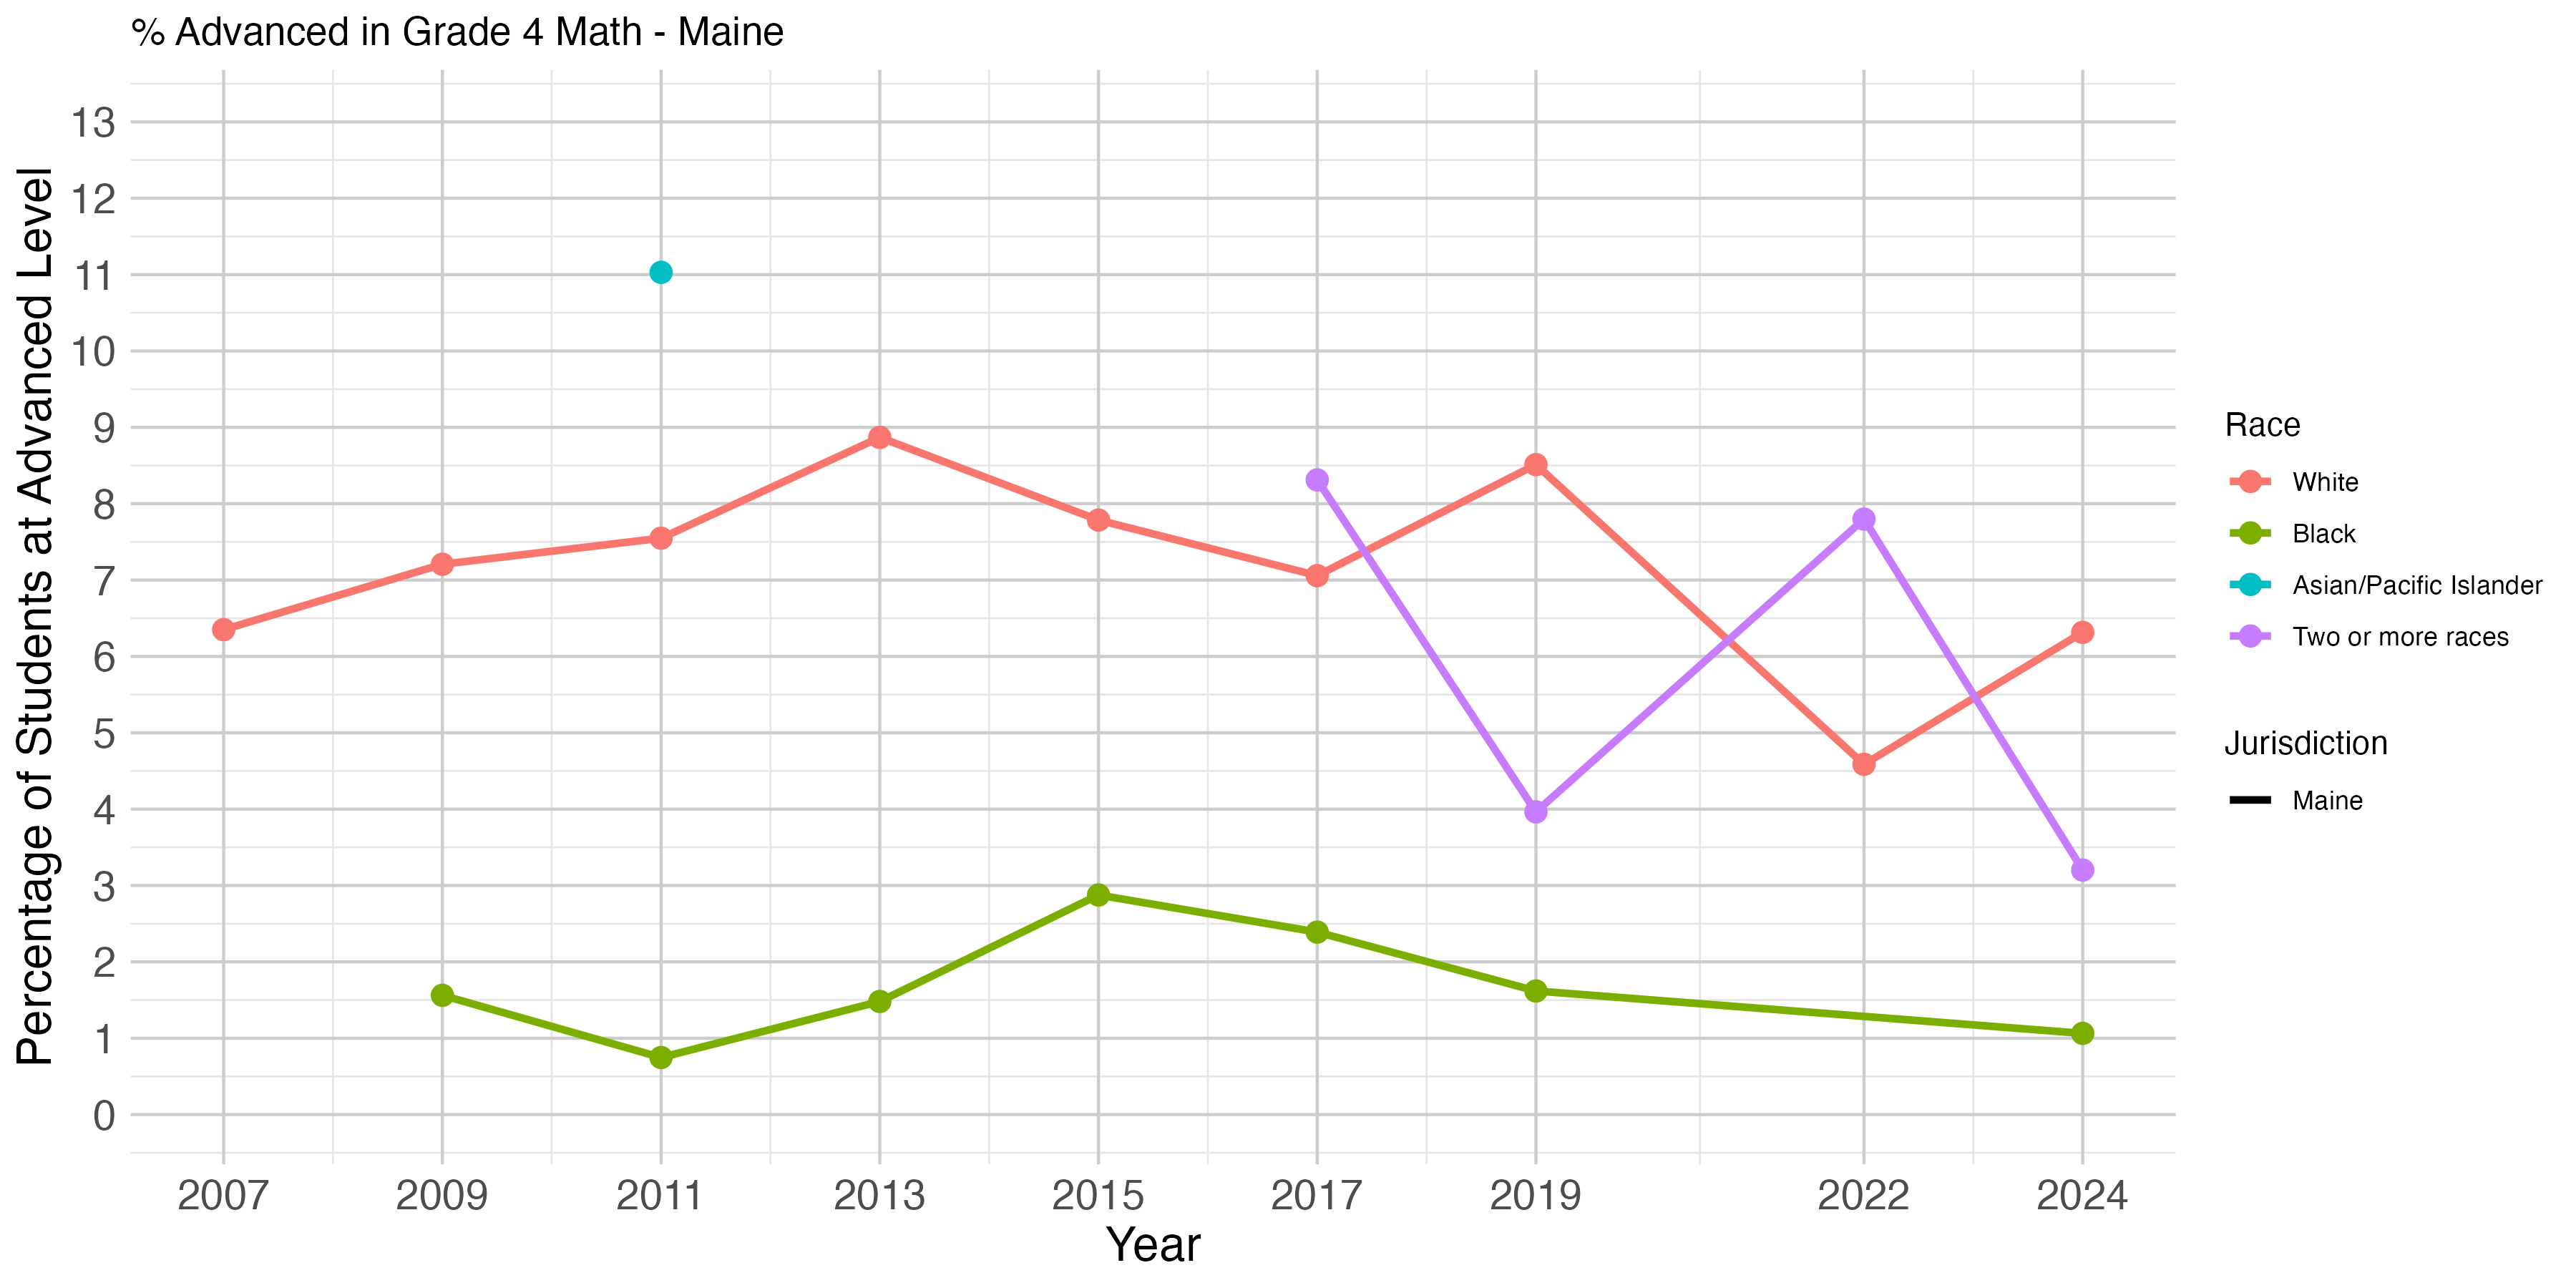 % Advanced in Grade 4 Math - Maine
Percentage of Students at Advanced Level
13
12
11
10
9
8
7
6
5
4
3
2
1
0
2007 2009 2011 2013 2015 2017 2019 2022 2024
Year
Race
White
Black
Asian/Pacific Islander
Two or more races
Jurisdiction
Maine